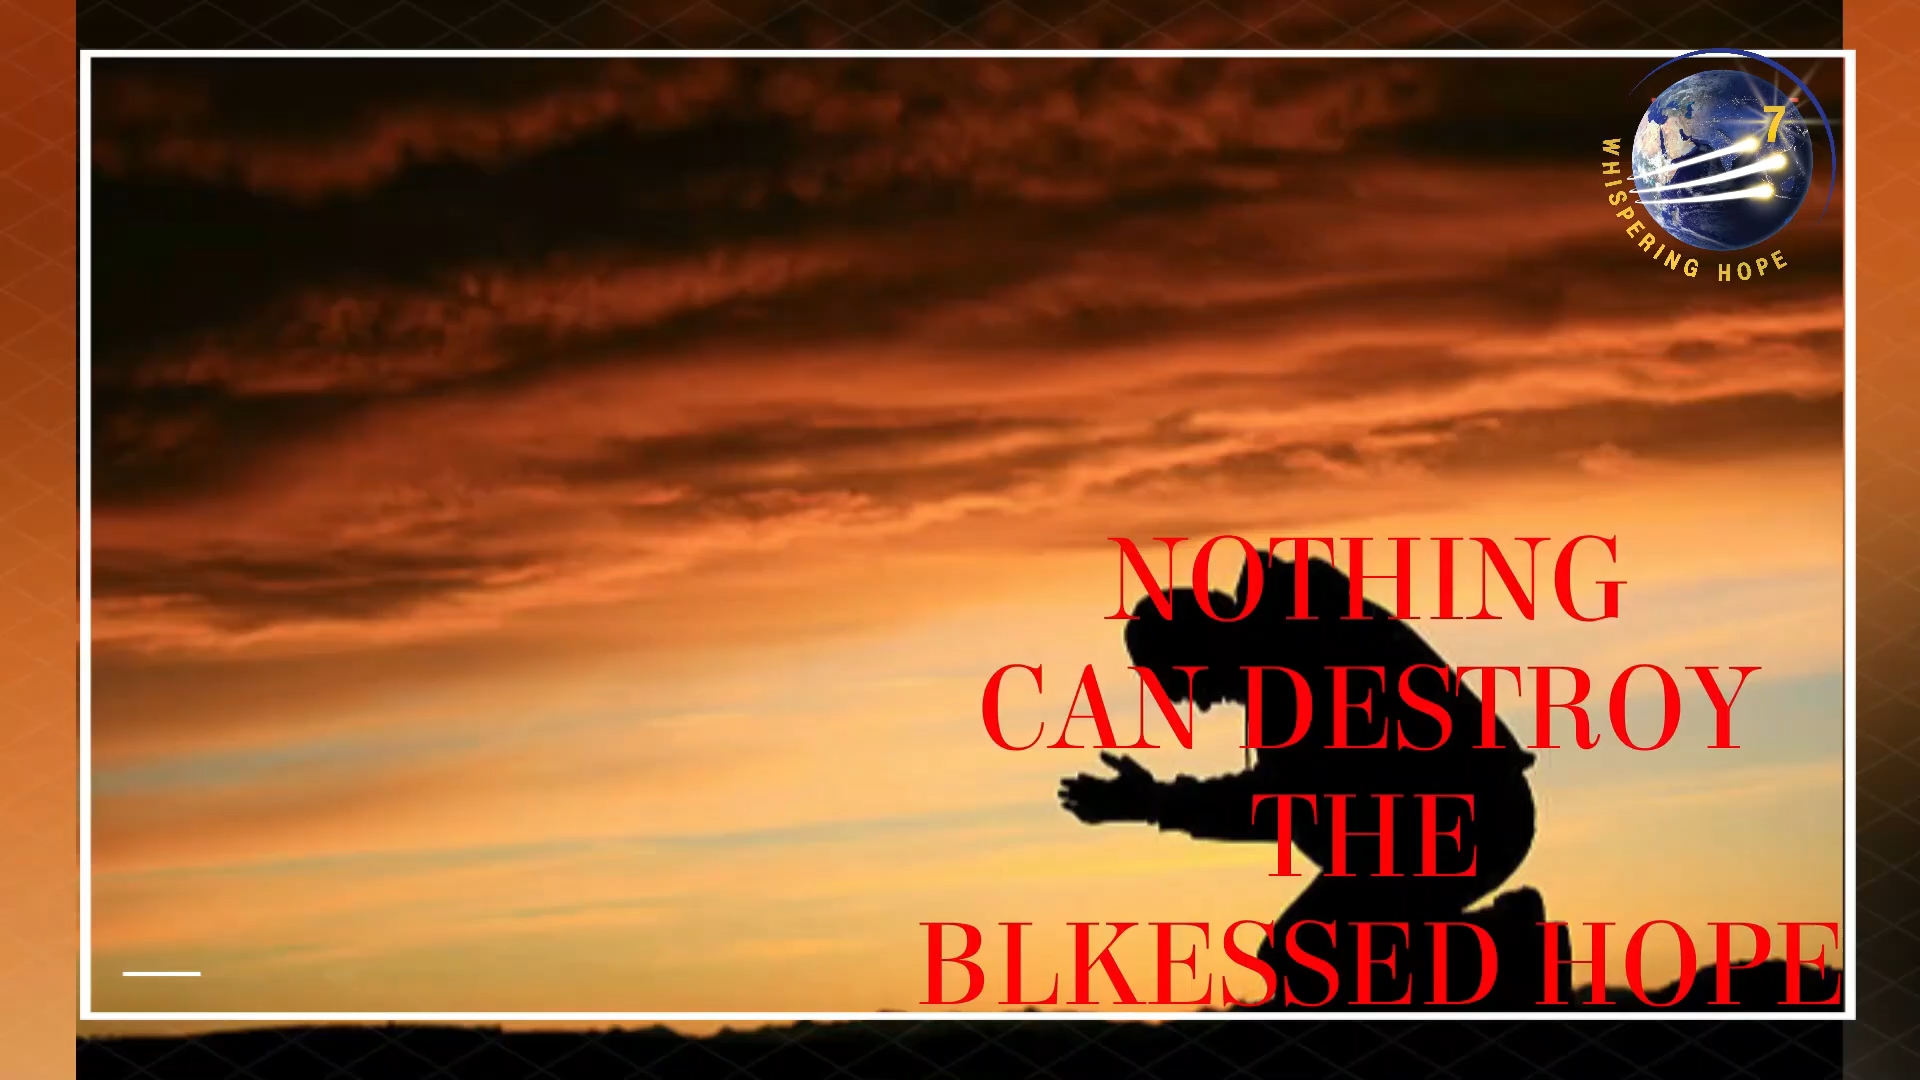 7
WHISPERING HOPE
NOTHING
CAN DESTROY
THE
BLKESSED HOPE